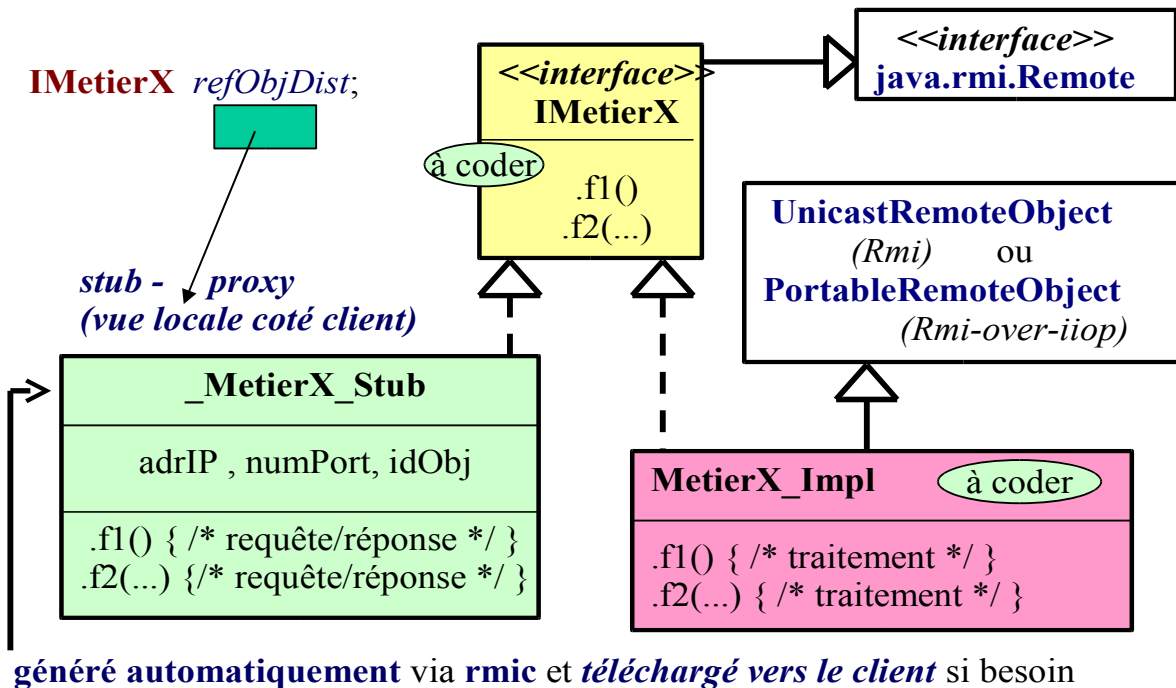 IMetierX refObjDist;
stub - proxy
(vue locale coté client)
<<interface>>
IMetierX
à coder
.f1()
.f2(...)
<<interface>>
java.rmi.Remote
UnicastRemoteObject
(Rmi) ou
PortableRemoteObject
(Rmi-over-iiop)
_MetierX_Stub
adrIP , numPort, idObj
.f1() { /* requête/réponse */ }
.f2(...) {/* requête/réponse */ }
MetierX_Impl à coder
.f1() { /* traitement */ }
.f2(...) { /* traitement */ }
généré automatiquement via rmic et téléchargé vers le client si besoin